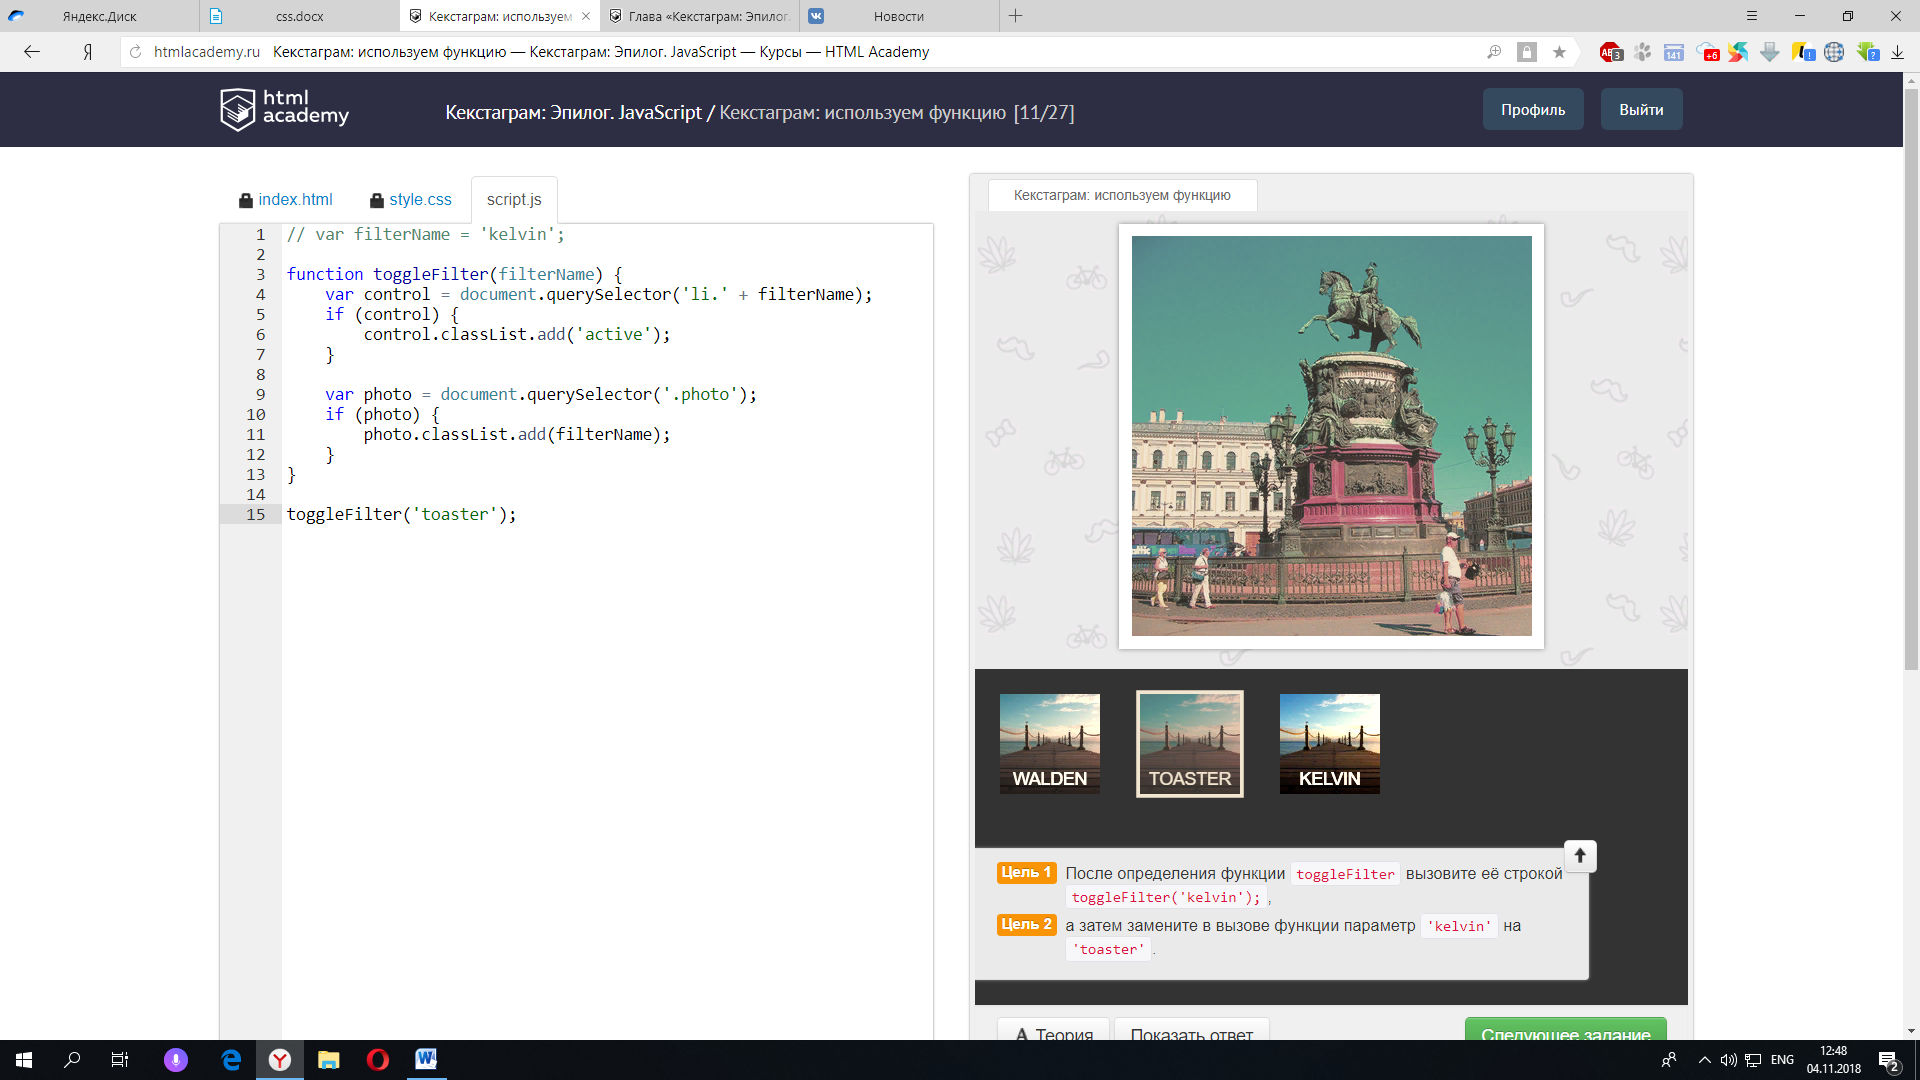 Яндекс.Диск
css.docx
Кекстаграм: используем
Глава «Кекстаграм: Эпилог.
Новости
htmlacademy.ru Кекстаграм: используем функцию — Кекстаграм: Эпилог. JavaScript — Курсы — HTML Academy
3
141
+6
html academy
Кекстаграм: Эпилог. JavaScript / Кекстаграм: используем функцию [11/27]
Профиль
Выйти
index.html
style.css
script.js
1 // var filterName = 'kelvin';
2
3 function toggleFilter(filterName) {
4 var control = document.querySelector('li.' + filterName);
5 if (control) {
6 control.classList.add('active');
7 }
8
9 var photo = document.querySelector('.photo');
10 if (photo) {
11 photo.classList.add(filterName);
12 }
13 }
14
15 toggleFilter('toaster');
Кекстаграм: используем функцию
WALDEN
TOASTER
KELVIN
Цель 1 После определения функции toggleFilter вызовите её строкой
toggleFilter('kelvin'); ,
Цель 2 а затем замените в вызове функции параметр 'kelvin' на
'toaster' .
Теория
Показать ответ
Следующее задание
ENG
12:48
04.11.2018
2